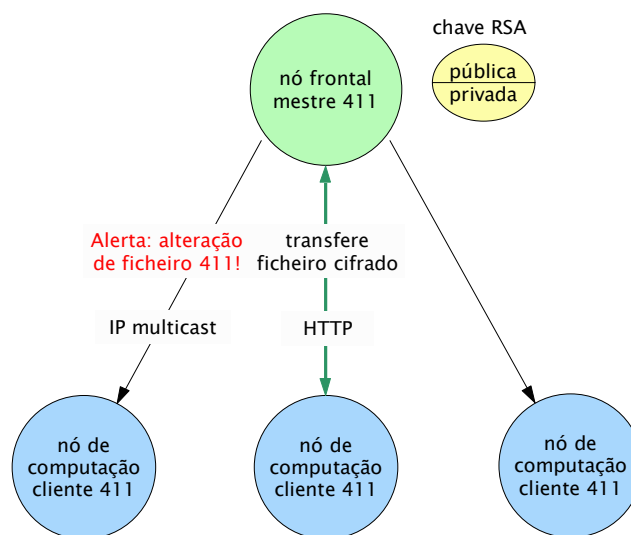 chave RSA
pública
privada
nó frontal
mestre 411
Alerta: alteração
de ficheiro 411!
transfere
ficheiro cifrado
IP multicast
HTTP
nó de
computação
cliente 411
nó de
computação
cliente 411
nó de
computação
cliente 411